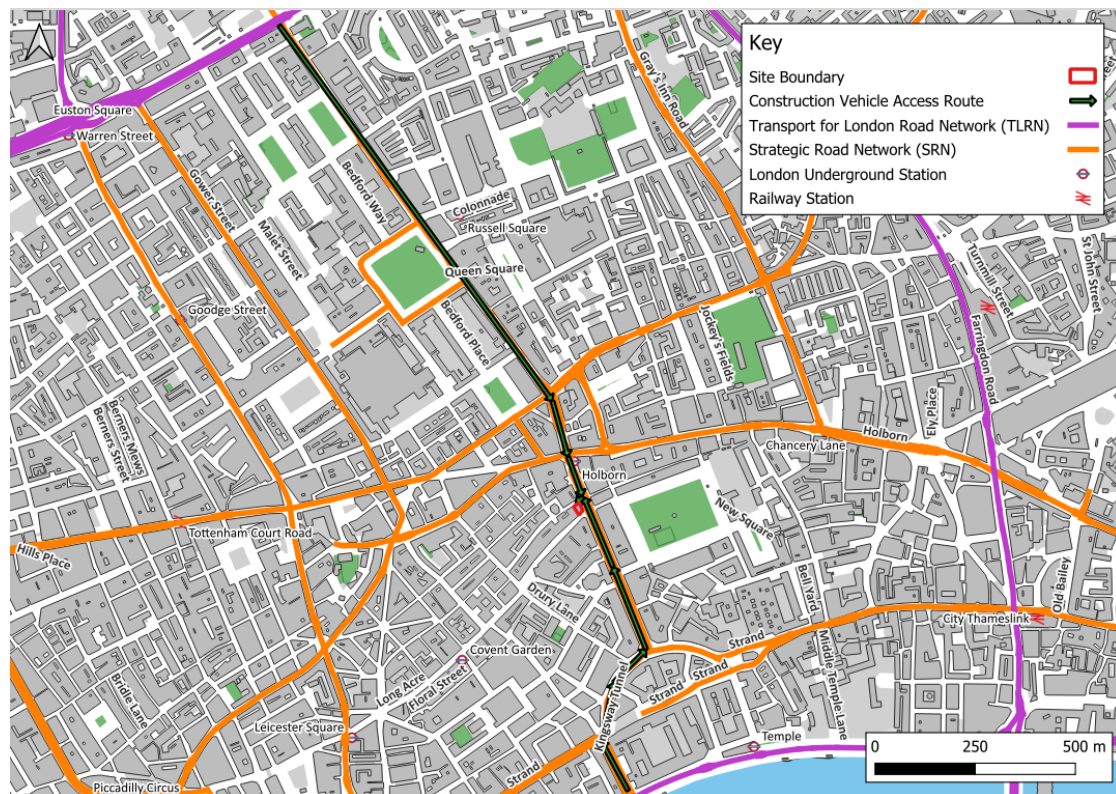 Key
Site Boundary
Construction Vehicle Access Route
Transport for London Road Network (TLRN)
Strategic Road Network (SRN)
London Underground Station
Railway Station
Gray's Inn Road
Euston Square
Warren Street
Gower Street
Malet Street
Bedford Way
Colonnade
Russell Square
Queen Square
Bedford Place
Goodge Street
Jockey's Fields
Turnmill Street
St John Street
Farringdon Road
Ely Place
Berners Mews
Berners Street
Holborn
Chancery Lane
Holborn
New Square
Tottenham Court Road
Hills Place
Drury Lane
Bell Yard
Old Bailey
City Thameslink
Strand
Strand
Strand
Middle Temple Lane
Covent Garden
Long Acre
Floral Street
Kingsway Tunnel
Bridle Lane
Leicester Square
Temple
Strand
Piccadilly Circus
0 250 500 m